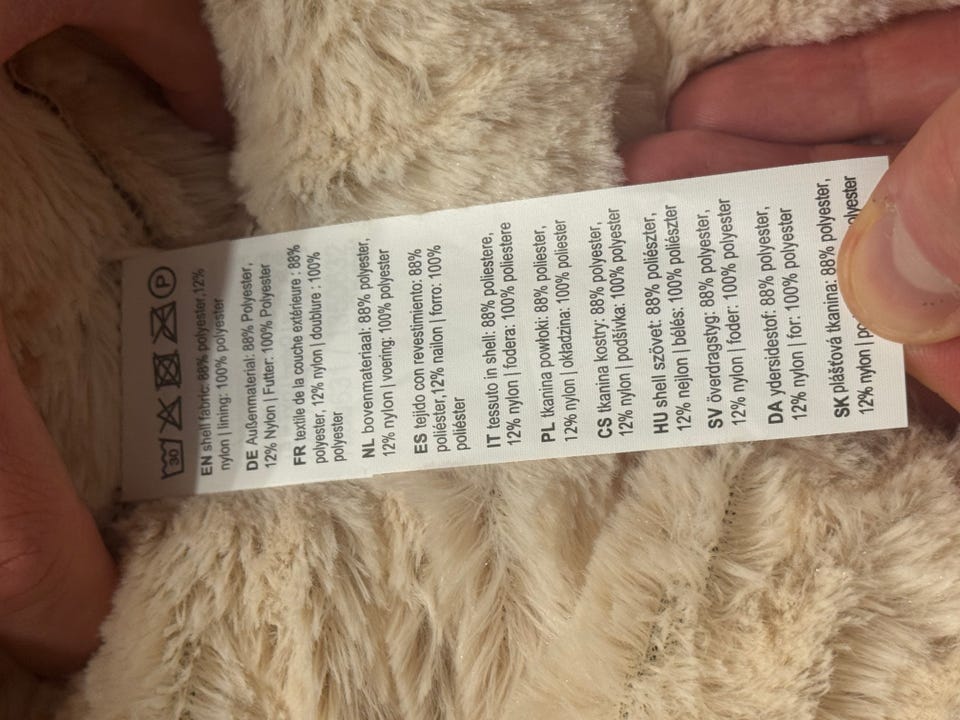 30 P
EN shell fabric: 88% polyester,12%
nylon | lining: 100% polyester
DE Außenmaterial: 88% Polyester,
12% Nylon | Futter: 100% Polyester
FR textile de la couche extérieure : 88%
polyester, 12% nylon | doublure : 100%
polyester
NL bovenmateriaal: 88% polyester,
12% nylon | voering: 100% polyester
ES tejido con revestimiento: 88%
poliéster,12% nailon | forro: 100%
poliéster
IT tessuto in shell: 88% poliestere,
12% nylon | fodera: 100% poliestere
PL tkanina powłoki: 88% polyester,
12% nylon | okładzina: 100% poliester
CS tkanina kostry: 88% polyester,
12% nylon | podšívka: 100% polyester
HU shell szövet: 88% poliészter,
12% nejlon | bélés: 100% poliészter
SV överdragstyg: 88% polyester,
12% nylon | foder: 100% polyester
DA ydersidestof: 88% polyester,
12% nylon | for: 100% polyester
SK plášťová tkanina: 88% polyester,
12% nylon |